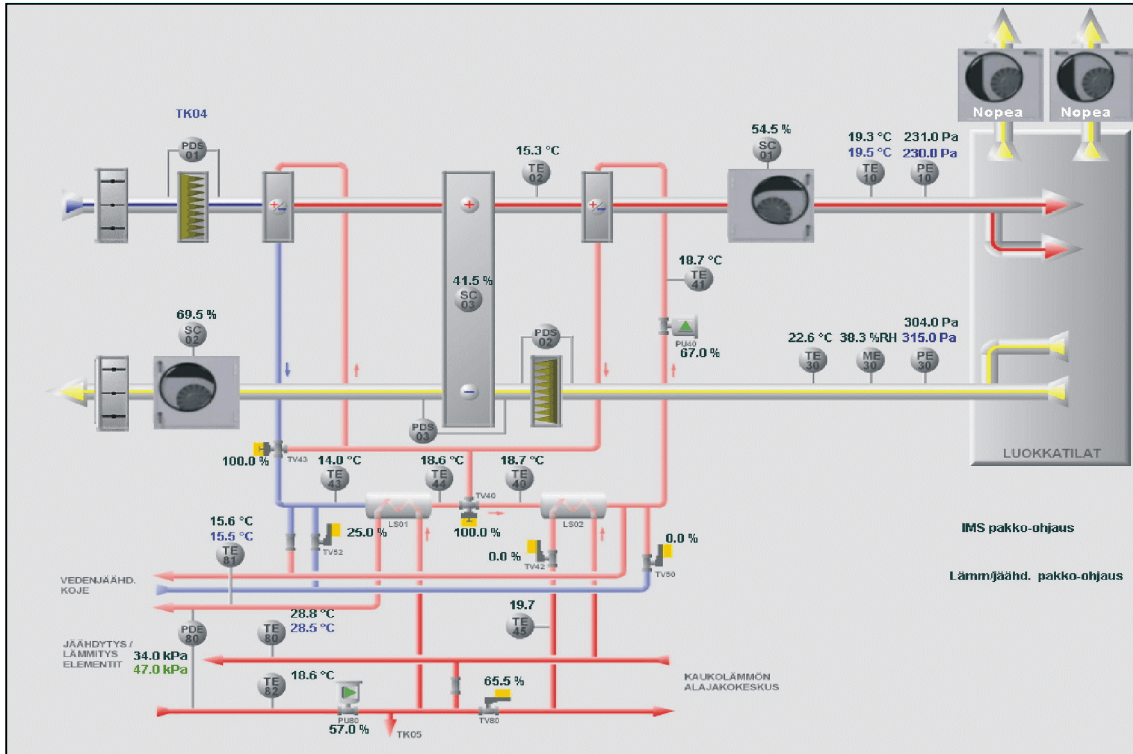 Nopea
Nopea
TK04
PDS
01
15.3 °C
TE
02
54.5 %
SC
01
19.3 °C
19.5 °C
TE
10
231.0 Pa
230.0 Pa
PE
10
41.5 %
SC
03
18.7 °C
TE
41
PU40
67.0 %
69.5 %
SC
02
PDS
02
22.6 °C
TE
30
38.3 %RH
ME
30
304.0 Pa
315.0 Pa
PE
30
PDS
03
LUOKKATILAT
100.0 %
TV43
14.0 °C
TE
43
18.6 °C
TE
44
TV40
18.7 °C
TE
40
LS01
LS02
100.0 %
25.0 %
TV52
0.0 %
TV42
0.0 %
TV50
IMS pakko-ohjaus
Lämm/jäähd. pakko-ohjaus
15.6 °C
15.5 °C
TE
81
VEDENJÄÄHD.
KOJE
PDE
80
28.8 °C
28.5 °C
TE
80
19.7
TE
45
JÄÄHDYTYS /
LÄMMITYS
ELEMENTIT
34.0 kPa
47.0 kPa
18.6 °C
TE
82
65.5 %
TV80
KAUKOLÄMMÖN
ALAJAKOKESKUS
PU80
57.0 %
TK05